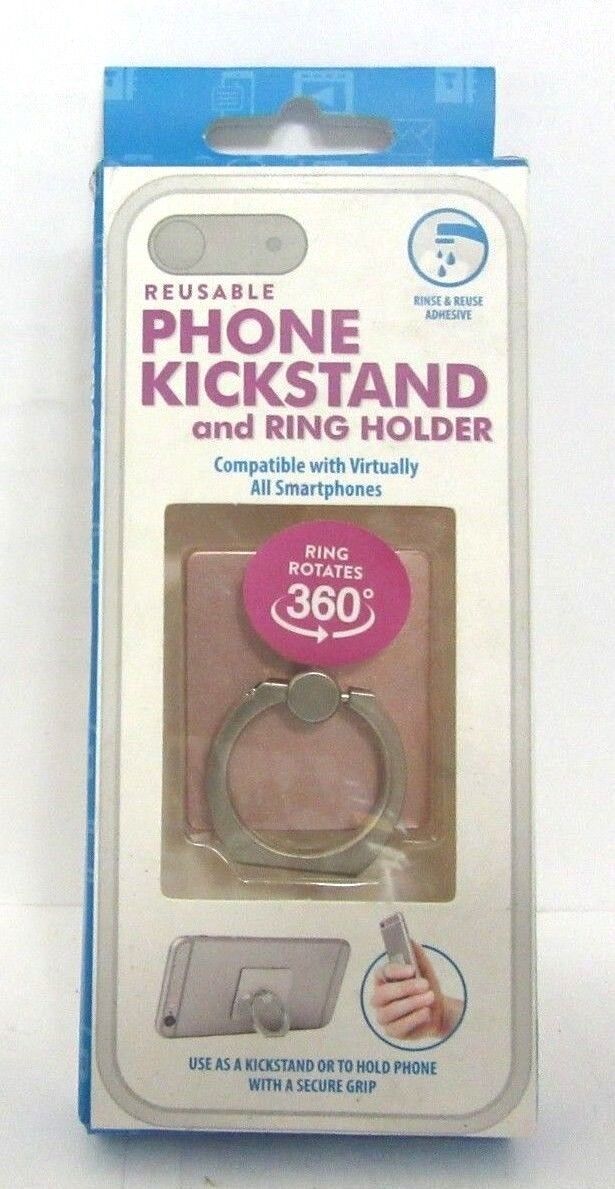 RINSE & REUSE
ADHESIVE
REUSABLE
PHONE
KICKSTAND
and RING HOLDER
Compatible with Virtually
All Smartphones
RING
ROTATES
360°
USE AS A KICKSTAND OR TO HOLD PHONE
WITH A SECURE GRIP